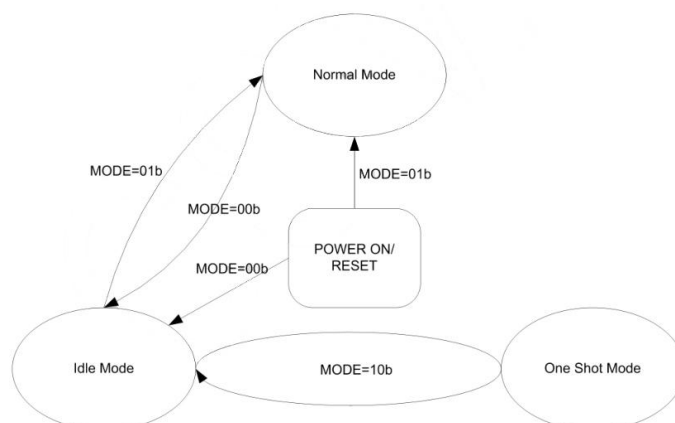 Normal Mode
MODE=01b
MODE=01b
MODE=00b
POWER ON/
RESET
MODE=00b
Idle Mode
MODE=10b
One Shot Mode